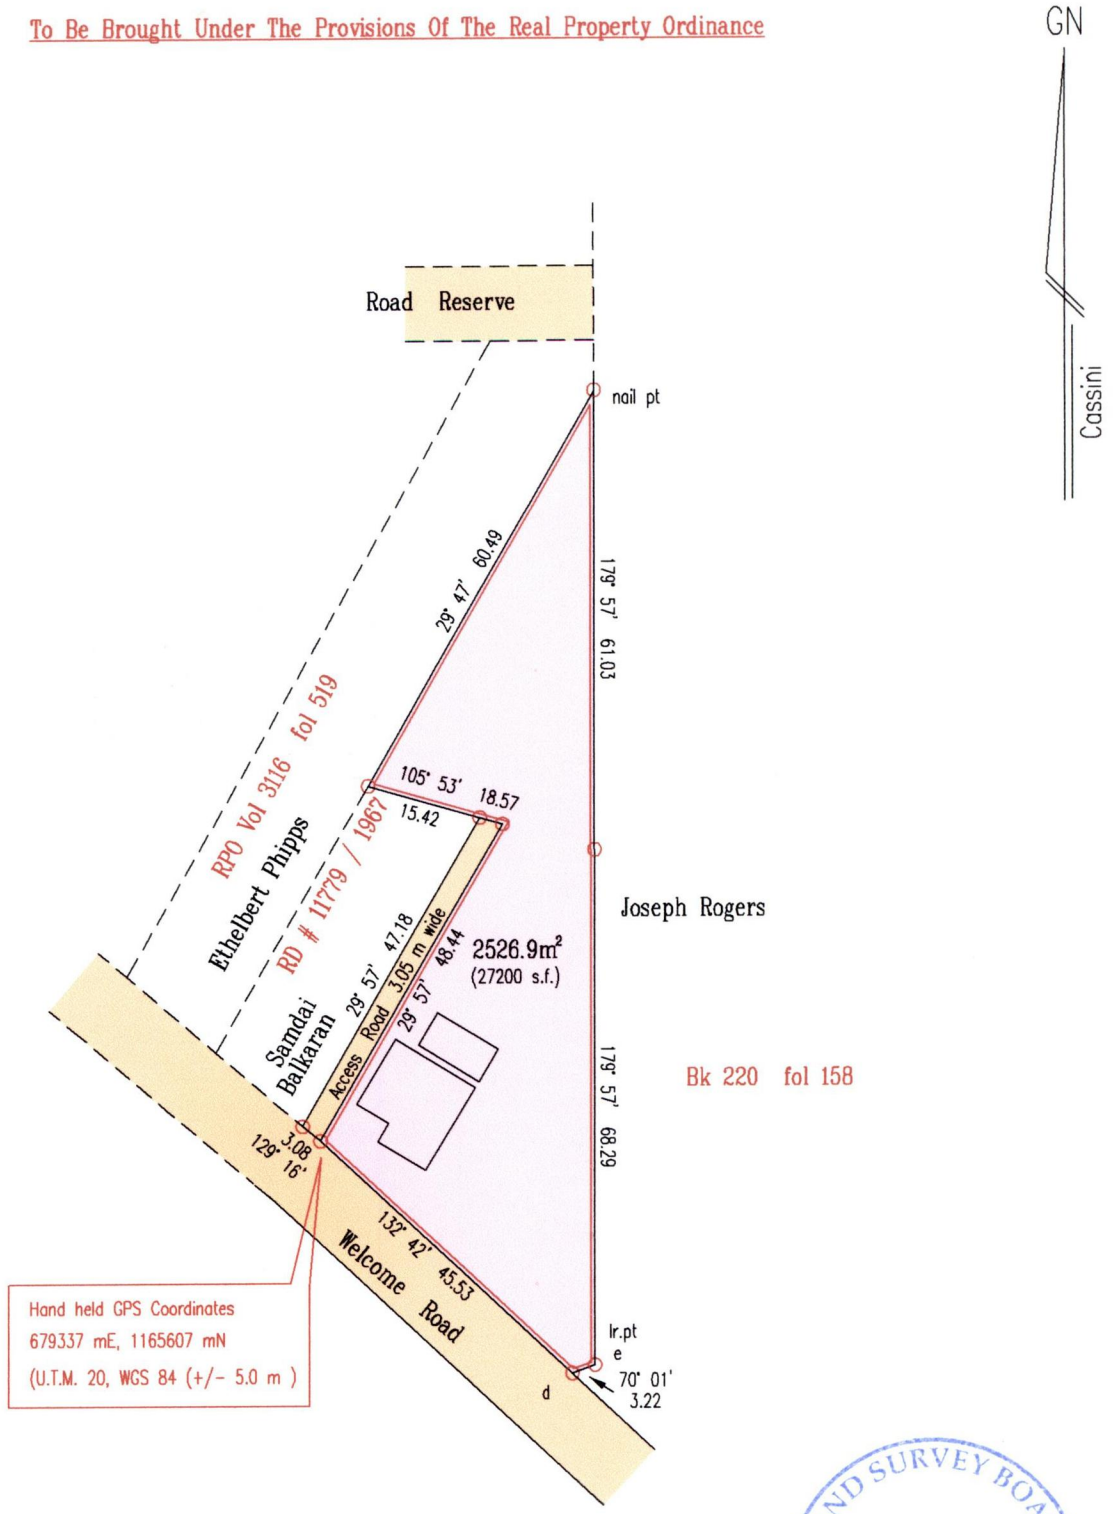 To Be Brought Under The Provisions Of The Real Property Ordinance
GN
Cassini
Road Reserve
nail pt
29° 47' 60.49
179° 57' 61.03
RPO Vol 3116 fol 519
Ethelbert Phipps
RD # 11779 / 1967
105° 53'
18.57
15.42
Joseph Rogers
29° 57' 47.18
Access Road 3.05 m wide
29° 57' 48.44
2526.9m²
(27200 s.f.)
Samdai
Balkaran
Bk 220 fol 158
179° 57' 68.29
3.08
129° 16'
132° 42' 45.53
Welcome Road
Hand held GPS Coordinates
679337 mE, 1165607 mN
(U.T.M. 20, WGS 84 (+/- 5.0 m )
Ir.pt
e
d
70° 01'
3.22
ND SURVEY BOA